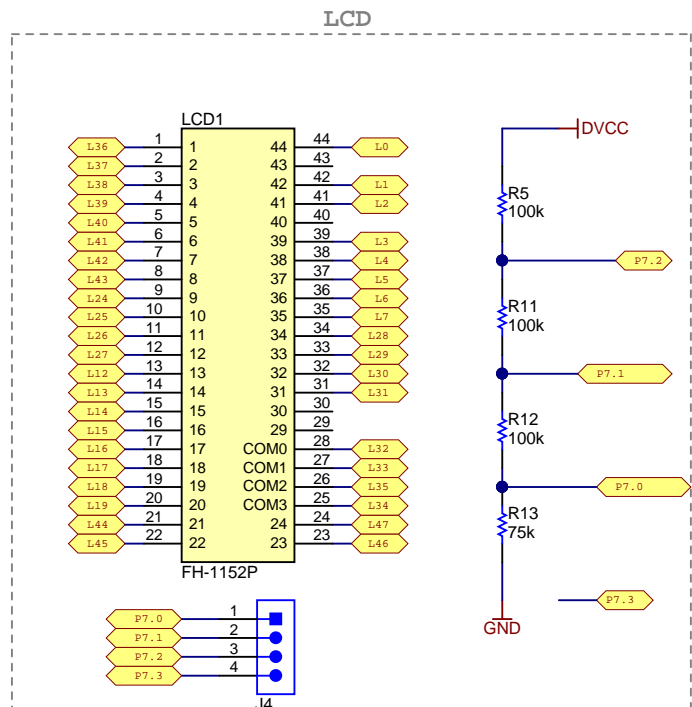 LCD
LCD1
L36 1 1 44 44 L0
L37 2 2 43 43
L38 3 3 42 42 L1
L39 4 4 41 41 L2
L40 5 5 40 40
L41 6 6 39 39 L3
L42 7 7 38 38 L4
L43 8 8 37 37 L5
L24 9 9 36 36 L6
L25 10 10 35 35 L7
L26 11 11 34 34 L28
L27 12 12 33 33 L29
L12 13 13 32 32 L30
L13 14 14 31 31 L31
L14 15 15 30 30
L15 16 16 29 29
L16 17 17 COM0 28 L32
L17 18 18 COM1 27 L33
L18 19 19 COM2 26 L35
L19 20 20 COM3 25 L34
L44 21 21 24 24 L47
L45 22 22 23 23 L46
FH-1152P
DVCC
R5
100k
P7.2
R11
100k
P7.1
R12
100k
P7.0
R13
75k
P7.3
GND
P7.0 1
P7.1 2
P7.2 3
P7.3 4
J4